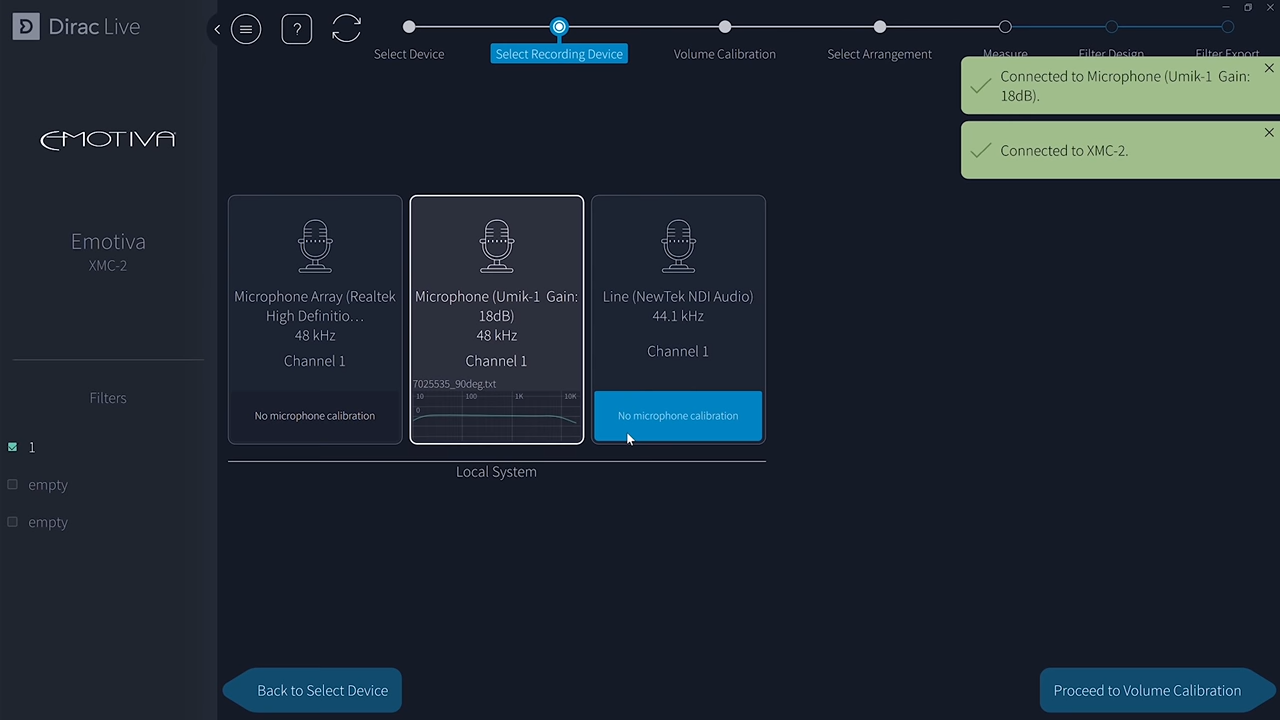 Dirac Live
?
Select Device
Select Recording Device
Volume Calibration
Select Arrangement
Measure
Filter Design
Filter Export
Connected to Microphone (Umik-1 Gain:
18dB).
Connected to XMC-2.
EMOTIVA
Emotiva
XMC-2
Filters
1
empty
empty
Microphone Array (Realtek
High Definitio…
48 kHz
Channel 1
No microphone calibration
Microphone (Umik-1 Gain:
18dB)
48 kHz
Channel 1
7025535_90deg.txt
10 100 1K 10K
0
Line (NewTek NDI Audio)
44.1 kHz
Channel 1
No microphone calibration
Local System
Back to Select Device
Proceed to Volume Calibration